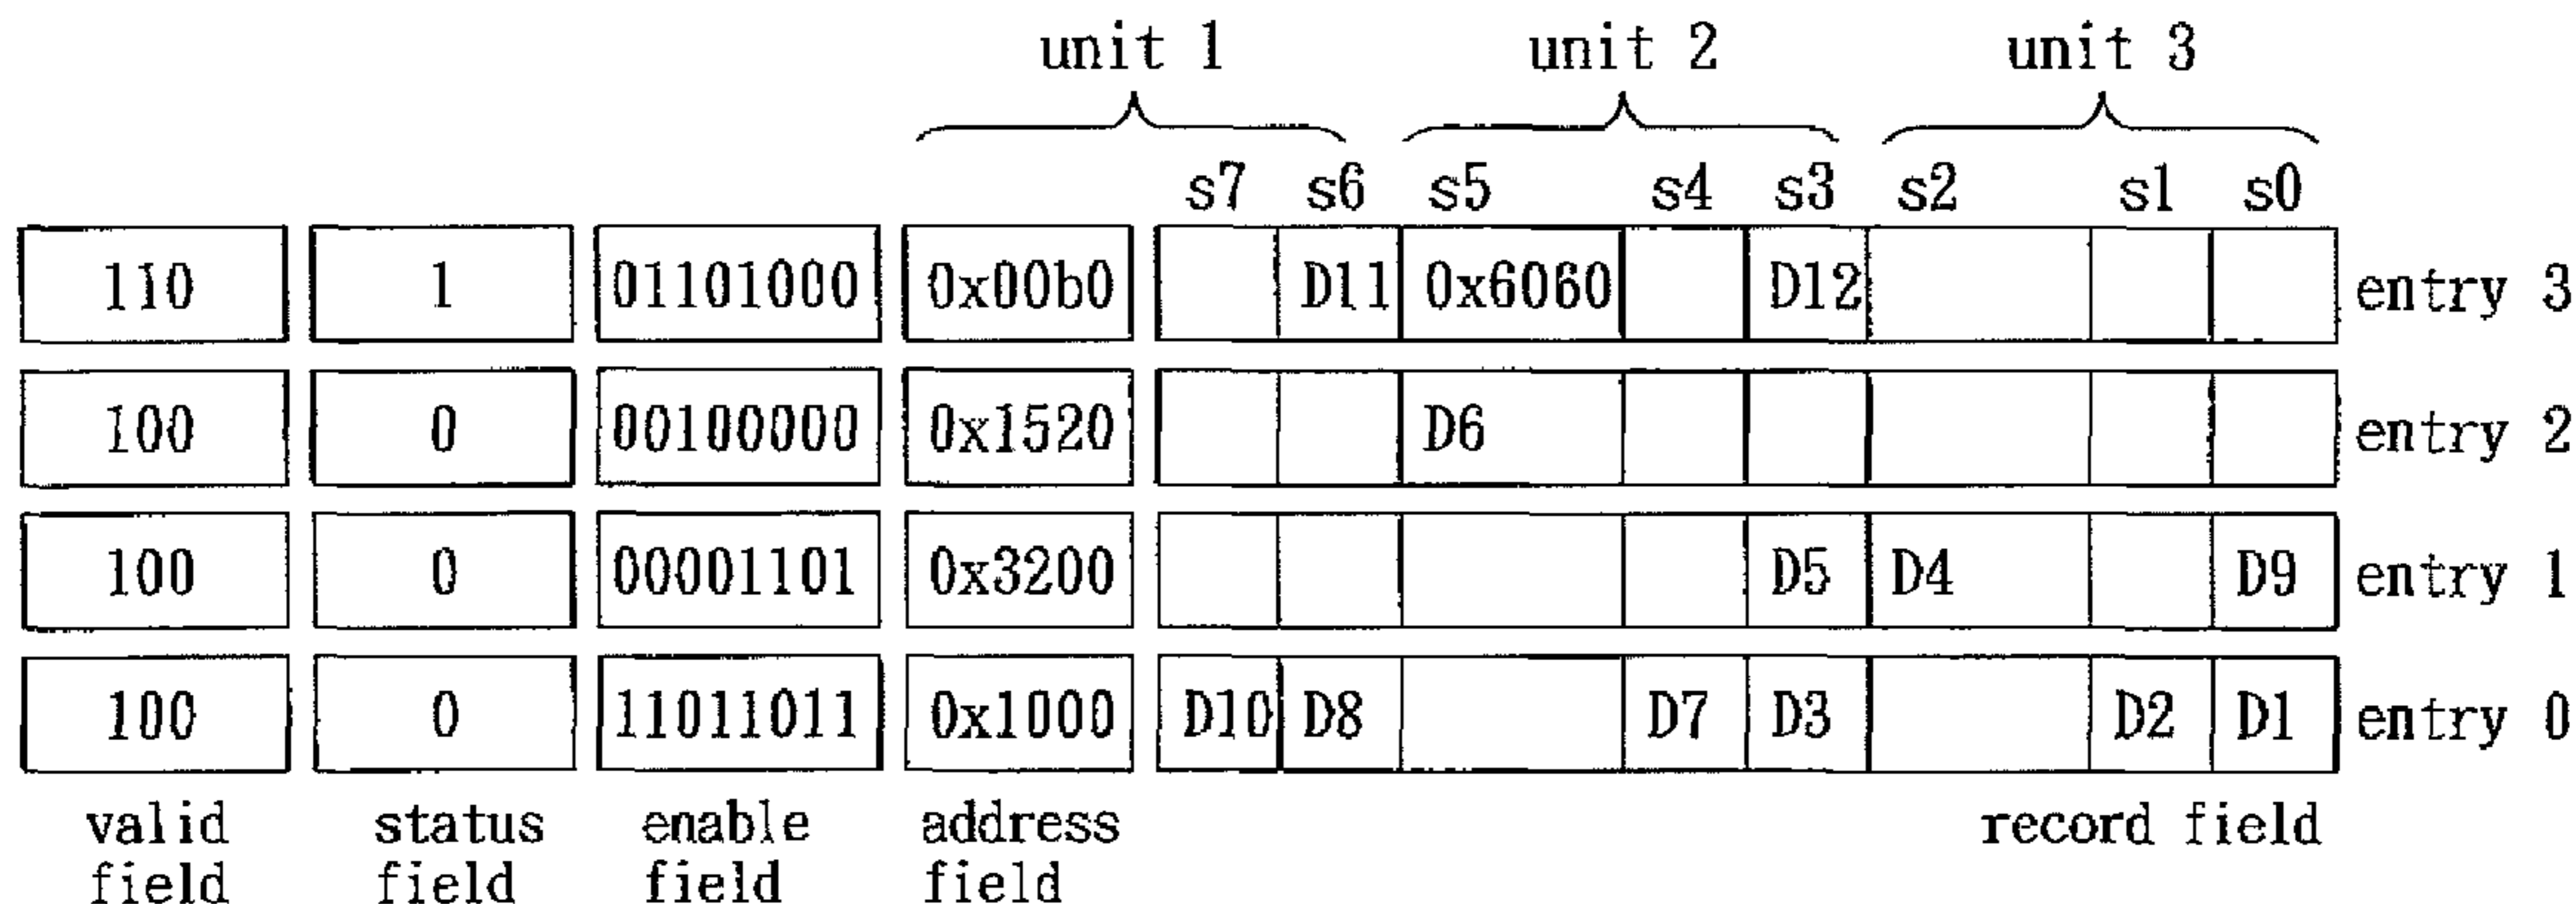 unit 1 unit 2 unit 3
s7 s6 s5 s4 s3 s2 s1 s0
110 1 01101000 0x00b0 D11 0x6060 D12 entry 3
100 0 00100000 0x1520 D6 entry 2
100 0 00001101 0x3200 D5 D4 D9 entry 1
100 0 11011011 0x1000 D10 D8 D7 D3 D2 D1 entry 0
valid status enable address record field
field field field field